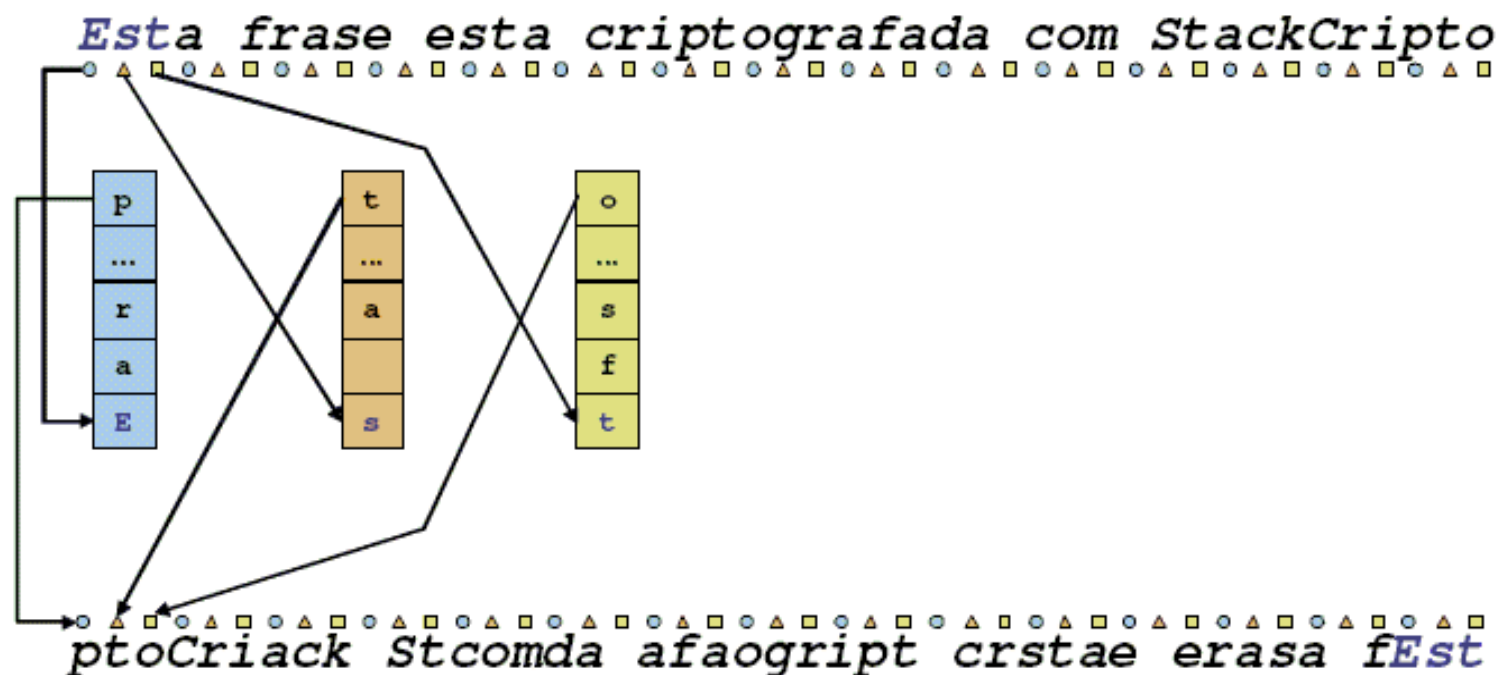 Esta frase esta criptografada com StackCripto
p t o
... ... ...
r a s
a f
E s t
ptoCriack Stcomda afaogript crstae erasa fEst